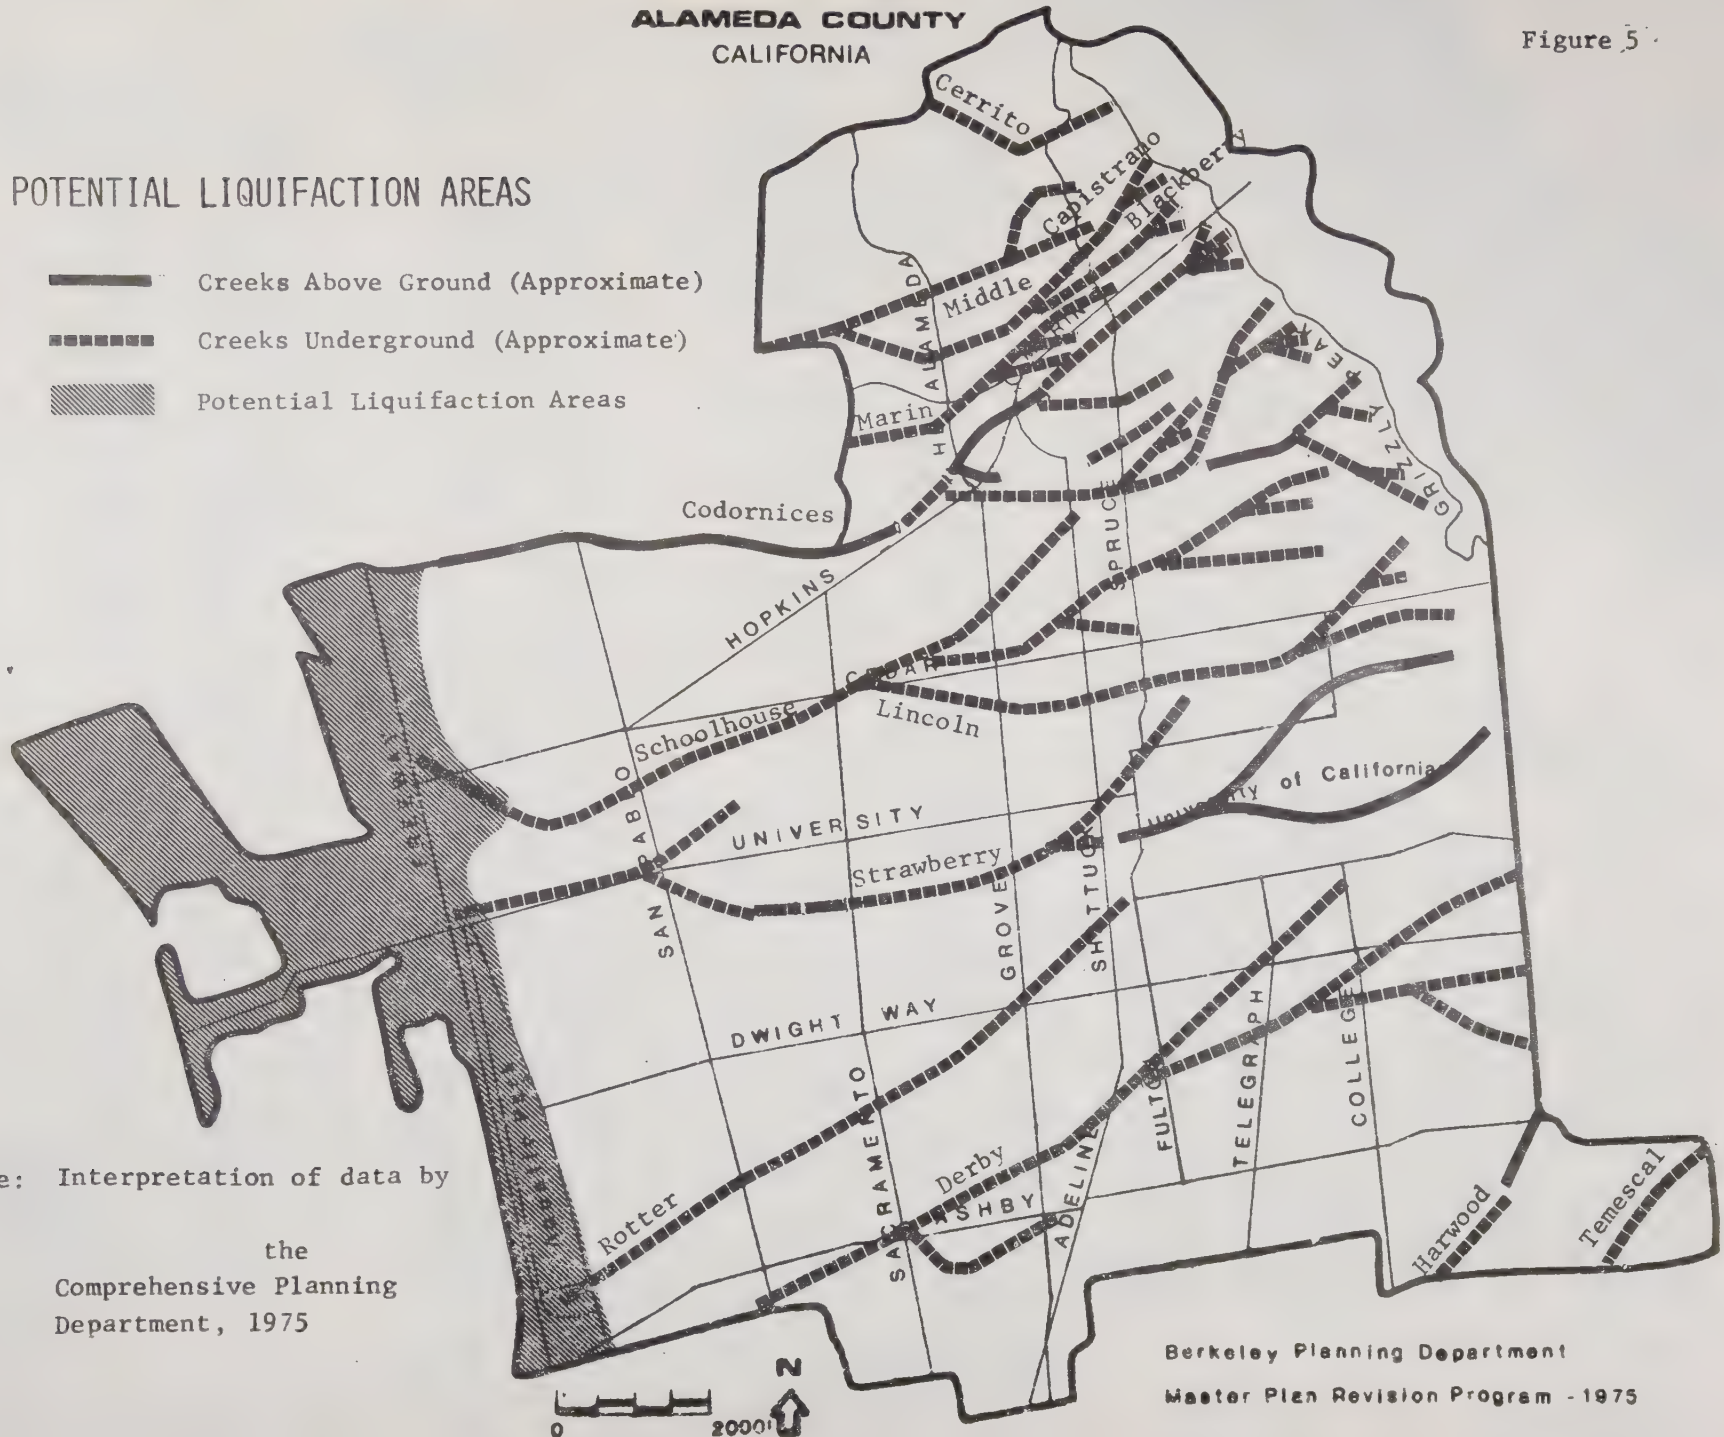 ALAMEDA COUNTY
CALIFORNIA
Figure 5
POTENTIAL LIQUIFACTION AREAS
Creeks Above Ground (Approximate)
Creeks Underground (Approximate)
Potential Liquifaction Areas
Cerrito
Capistrano
Blackberry
Middle
ALAMEDA
Marin
GRIZZLY PEAK
Codornices
SPRUCE
HOPKINS
CEDAR
Lincoln
Schoolhouse
FREEWAY
SAN PABLO
UNIVERSITY
University of California
Strawberry
GROVE
SHATTUCK
DWIGHT WAY
SACRAMENTO
FULTON
TELEGRAPH
COLLEGE
Derby
ASHBY
ADELINE
Rotter
Harwood
Temescal
e: Interpretation of data by
the
Comprehensive Planning
Department, 1975
N
0 2000'
Berkeley Planning Department
Master Plan Revision Program - 1975